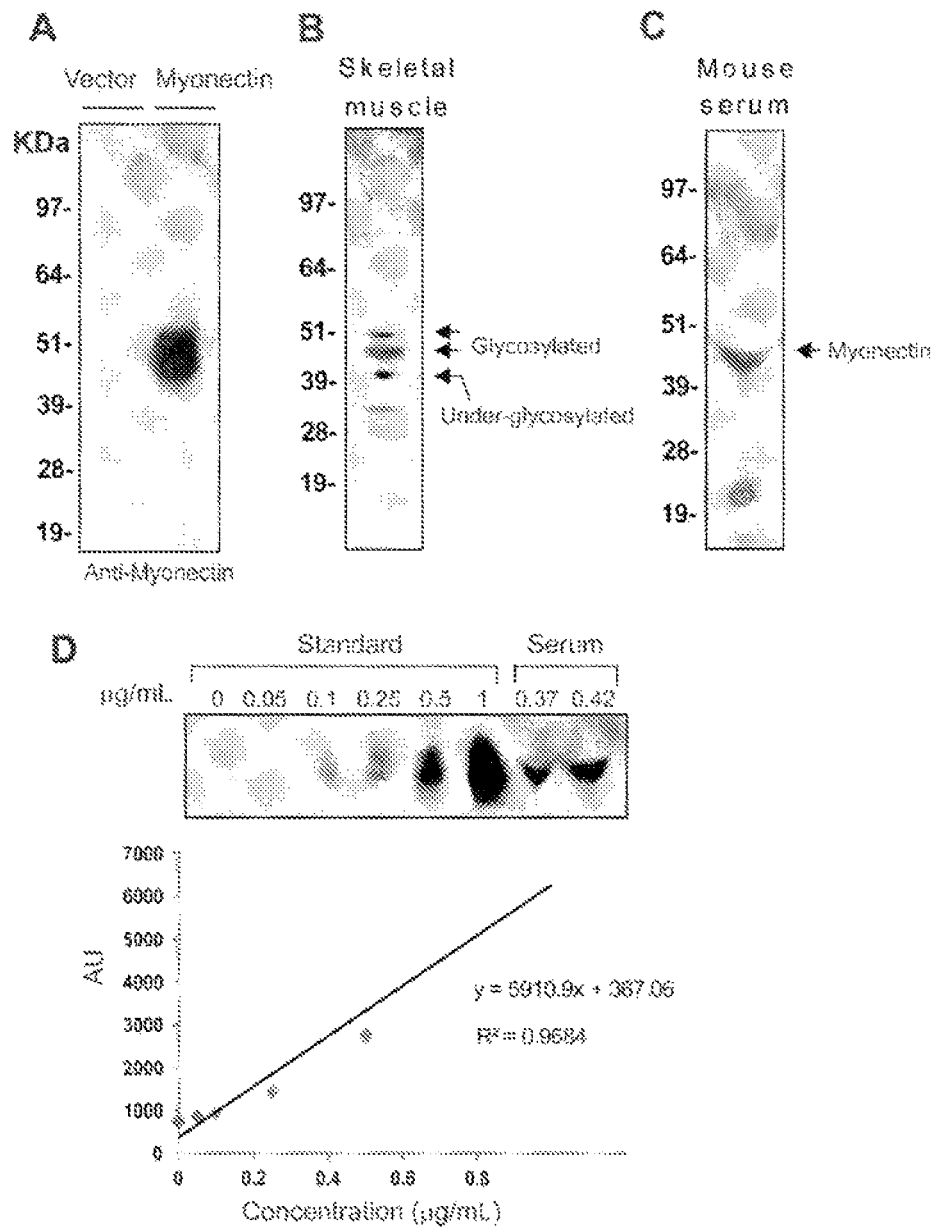 A
Vector Myonectin
KDa
97-
64-
51-
39-
28-
19-
Anti-Myonectin
B
Skeletal
muscle
97-
64-
51-
39-
28-
19-
Glycosylated
Under-glycosylated
C
Mouse
serum
97-
64-
51-
39-
28-
19-
Myonectin
D
Standard Serum
µg/mL 0 0.05 0.1 0.25 0.5 1 0.37 0.42
7000
6000
5000
4000
3000
2000
1000
0
AU
y = 5910.9x + 367.06
R² = 0.9584
0 0.2 0.4 0.6 0.8
Concentration (µg/mL)